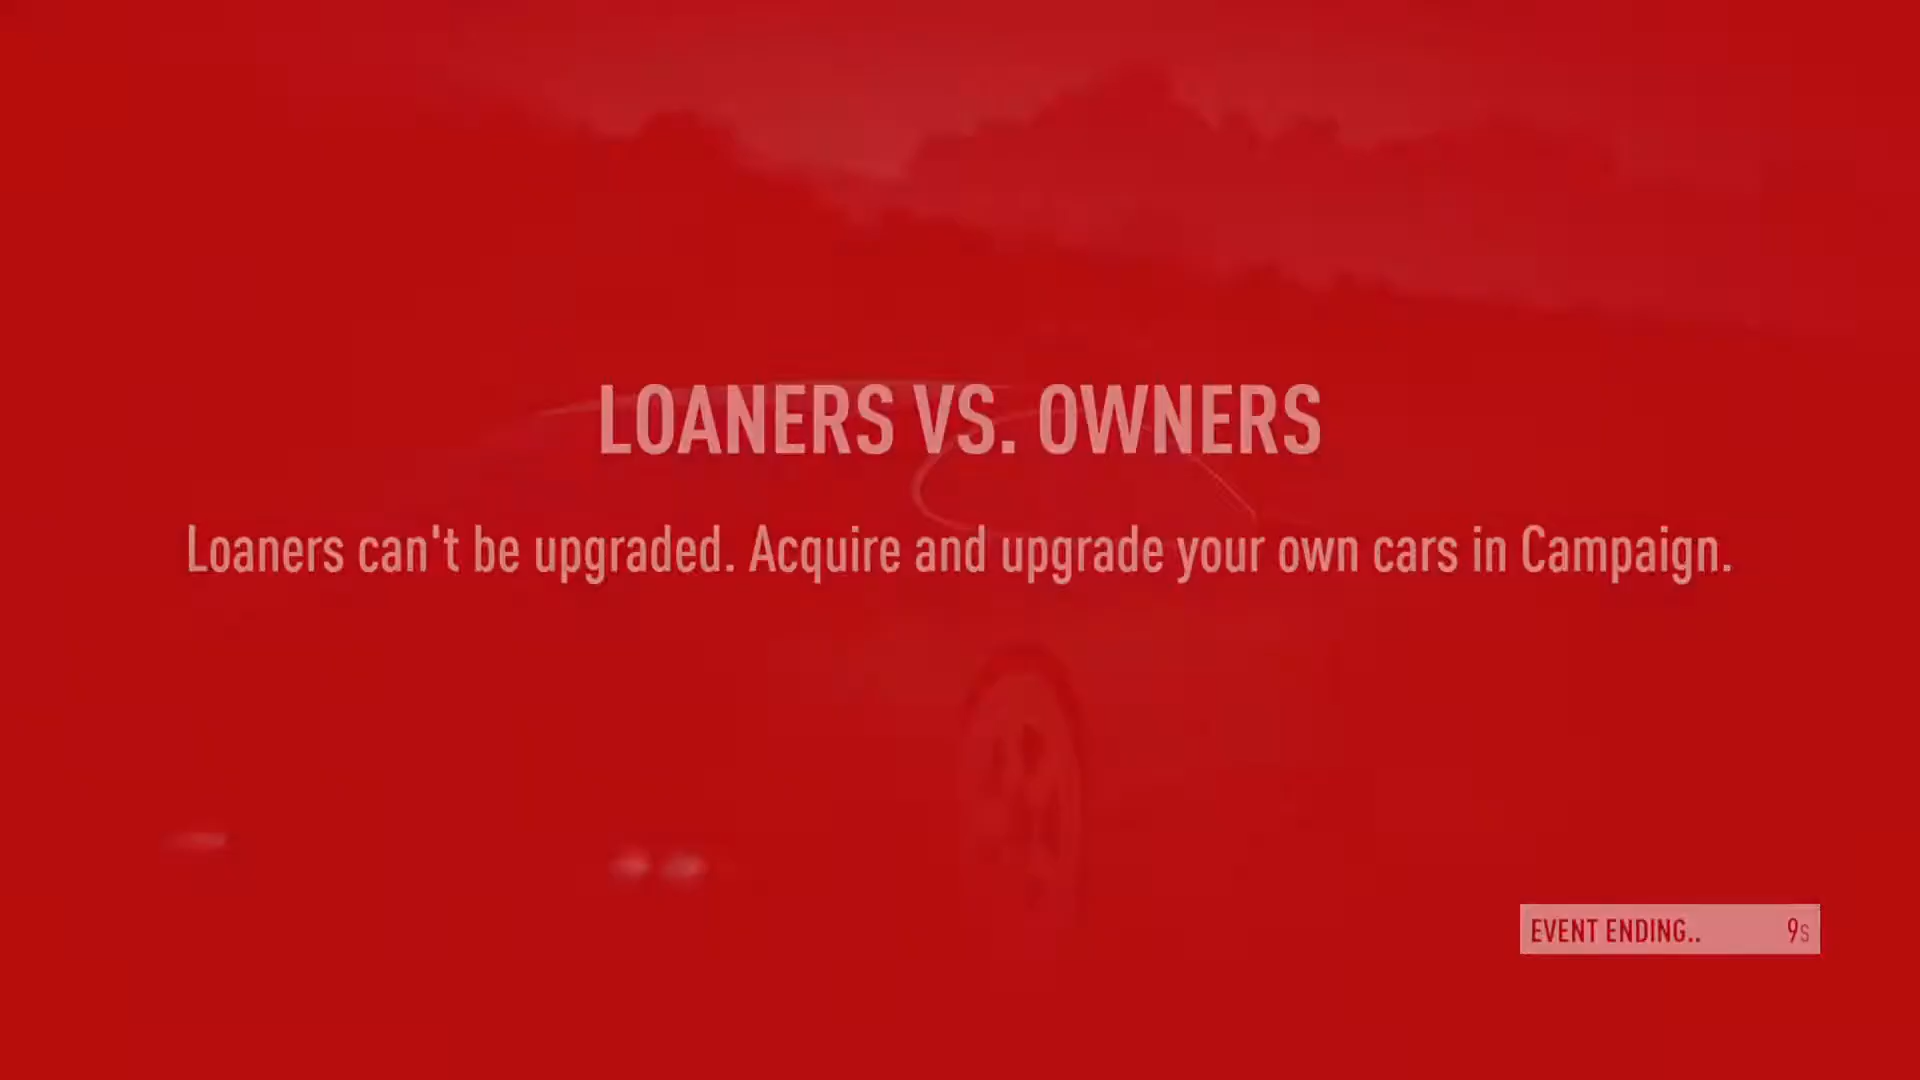 LOANERS VS. OWNERS
Loaners can't be upgraded. Acquire and upgrade your own cars in Campaign.
EVENT ENDING.. 9s